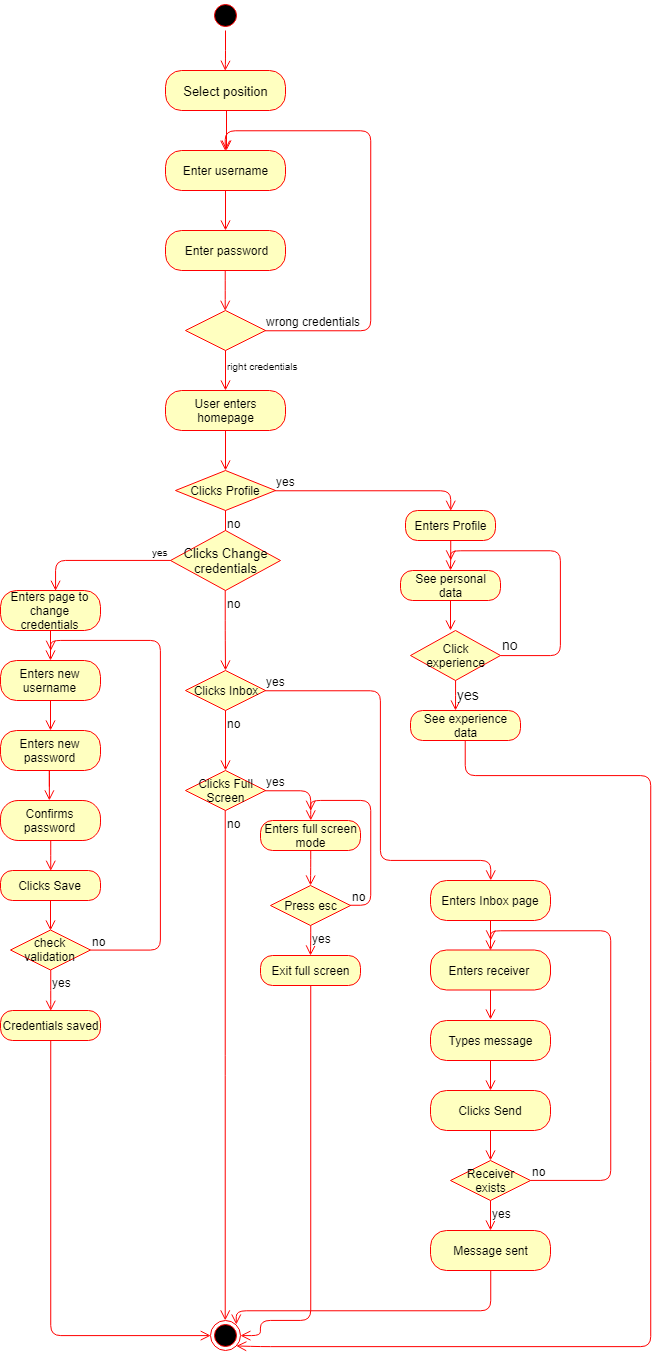 Select position
Enter username
Enter password
wrong credentials
right credentials
User enters
homepage
Clicks Profile
yes
no
Enters Profile
Clicks Change
credentials
yes
no
See personal
data
Enters page to
change
credentials
Click
experience
no
yes
Enters new
username
Clicks Inbox
yes
no
See experience
data
Enters new
password
Clicks Full
Screen
yes
no
Confirms
password
Enters full screen
mode
Clicks Save
Press esc
no
yes
Enters Inbox page
check
validation
no
yes
Exit full screen
Enters receiver
Credentials saved
Types message
Clicks Send
Receiver
exists
no
yes
Message sent